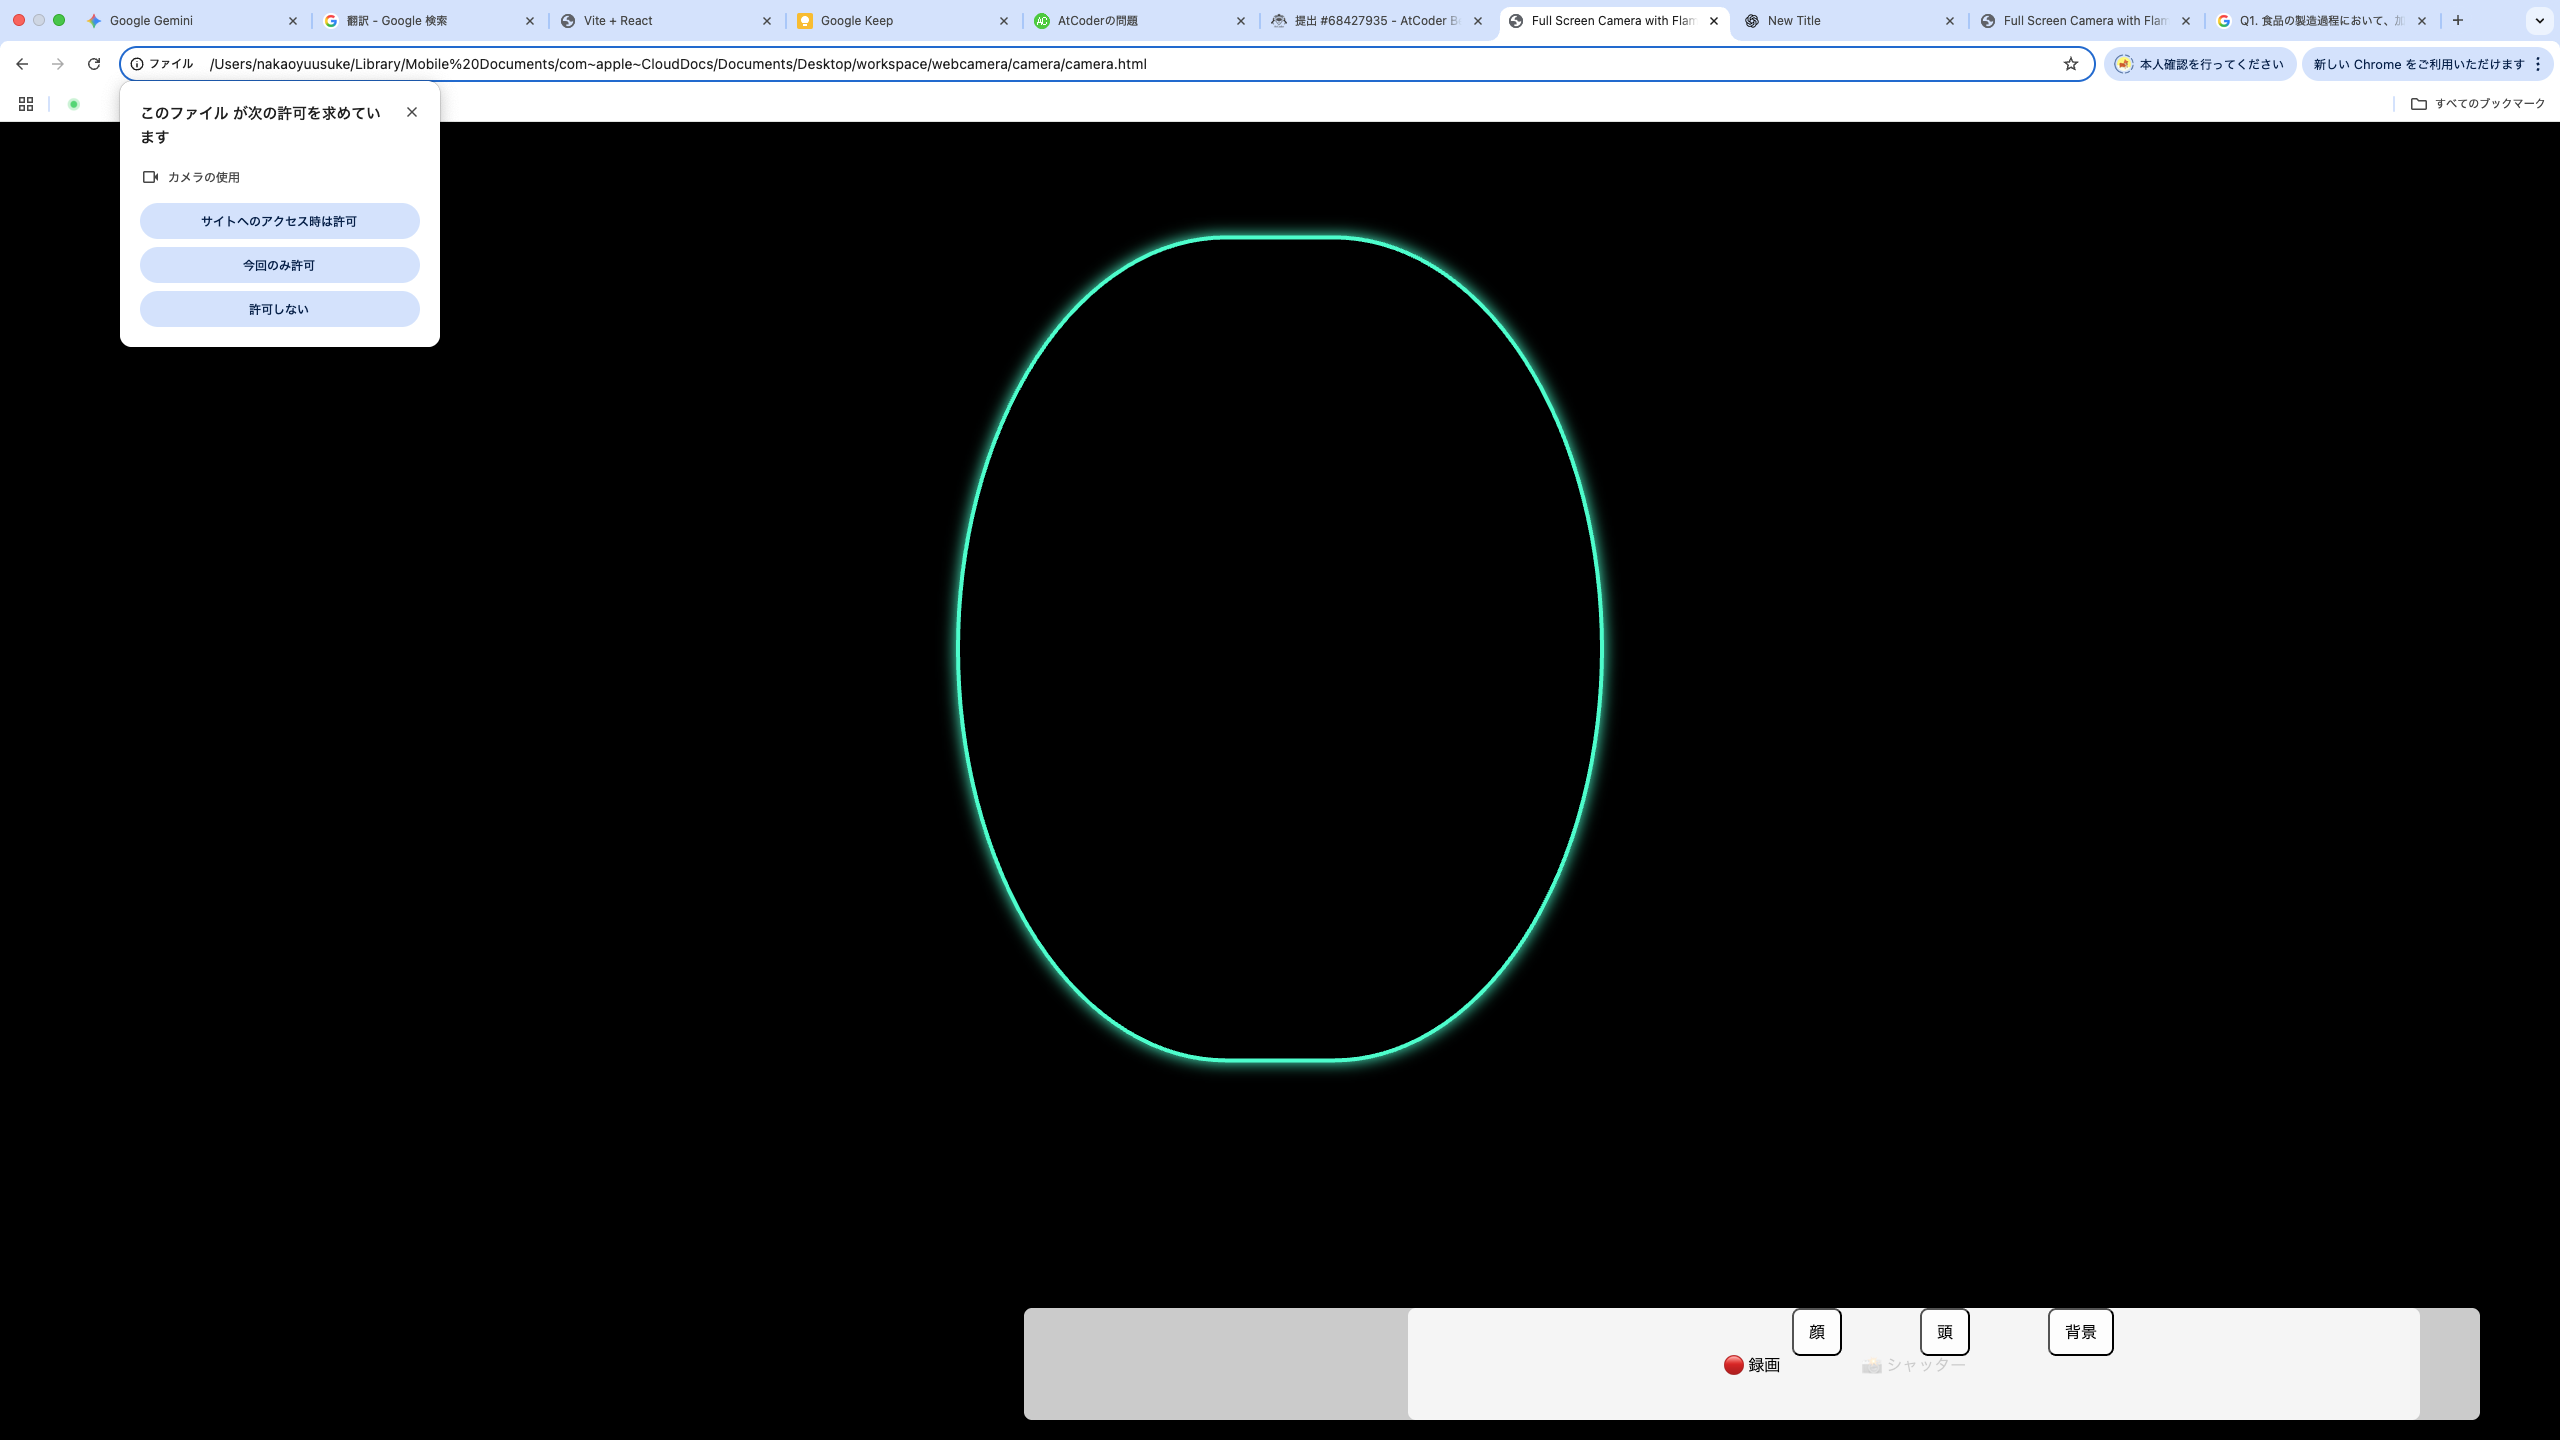 Google Gemini
翻訳 - Google 検索
Vite + React
Google Keep
AtCoderの問題
提出 #68427935 - AtCoder B
Full Screen Camera with Flam
New Title
Full Screen Camera with Flam
Q1. 食品の製造過程において、
ファイル
/Users/nakaoyuusuke/Library/Mobile%20Documents/com~apple~CloudDocs/Documents/Desktop/workspace/webcamera/camera/camera.html
本人確認を行ってください
新しい Chrome をご利用いただけます
すべてのブックマーク
このファイル が次の許可を求めてい
ます
カメラの使用
サイトへのアクセス時は許可
今回のみ許可
許可しない
顔
頭
背景
録画
シャッター